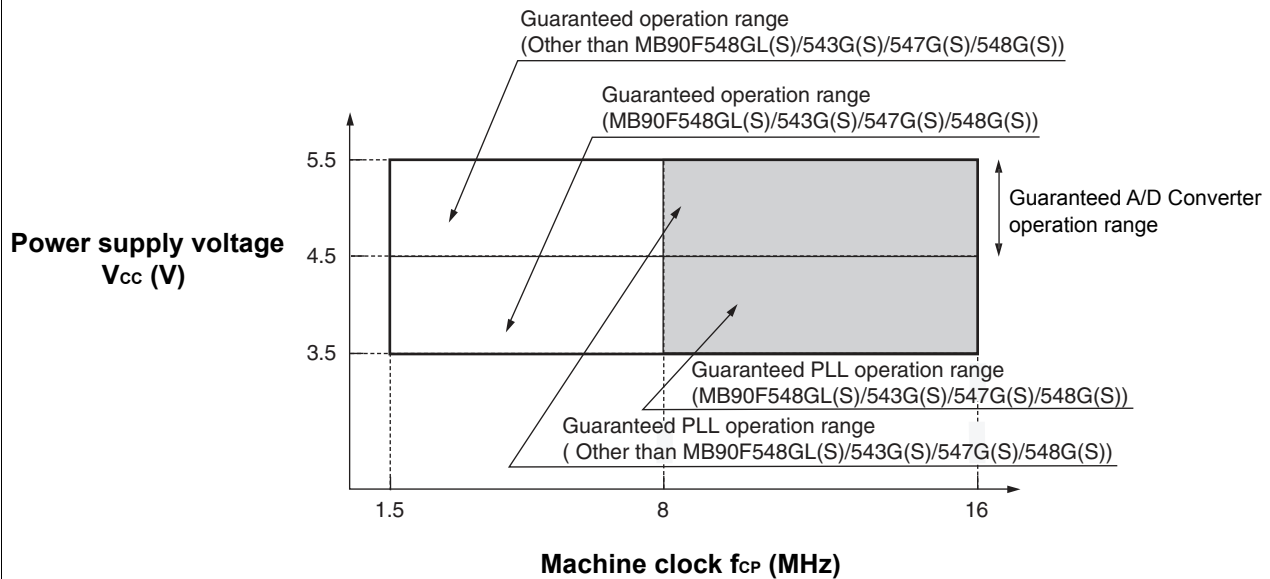 Guaranteed operation range
(Other than MB90F548GL(S)/543G(S)/547G(S)/548G(S))
Guaranteed operation range
(MB90F548GL(S)/543G(S)/547G(S)/548G(S))
5.5
Guaranteed A/D Converter
operation range
Power supply voltage
VCC (V)
4.5
3.5
Guaranteed PLL operation range
(MB90F548GL(S)/543G(S)/547G(S)/548G(S))
Guaranteed PLL operation range
( Other than MB90F548GL(S)/543G(S)/547G(S)/548G(S))
1.5
8
16
Machine clock fCP (MHz)